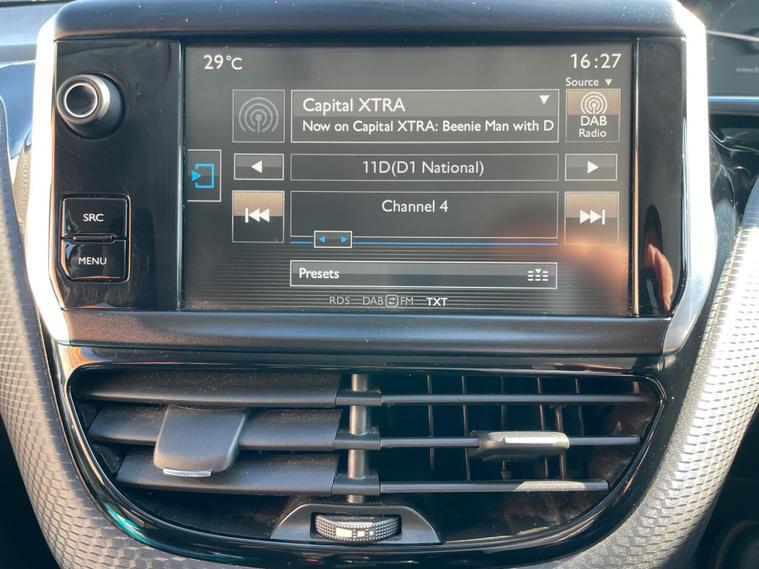 29°C
16:27
Source ▼
Capital XTRA ▼
Now on Capital XTRA: Beenie Man with D
DAB
Radio
11D(D1 National)
Channel 4
SRC
MENU
Presets
RDS DAB FM TXT